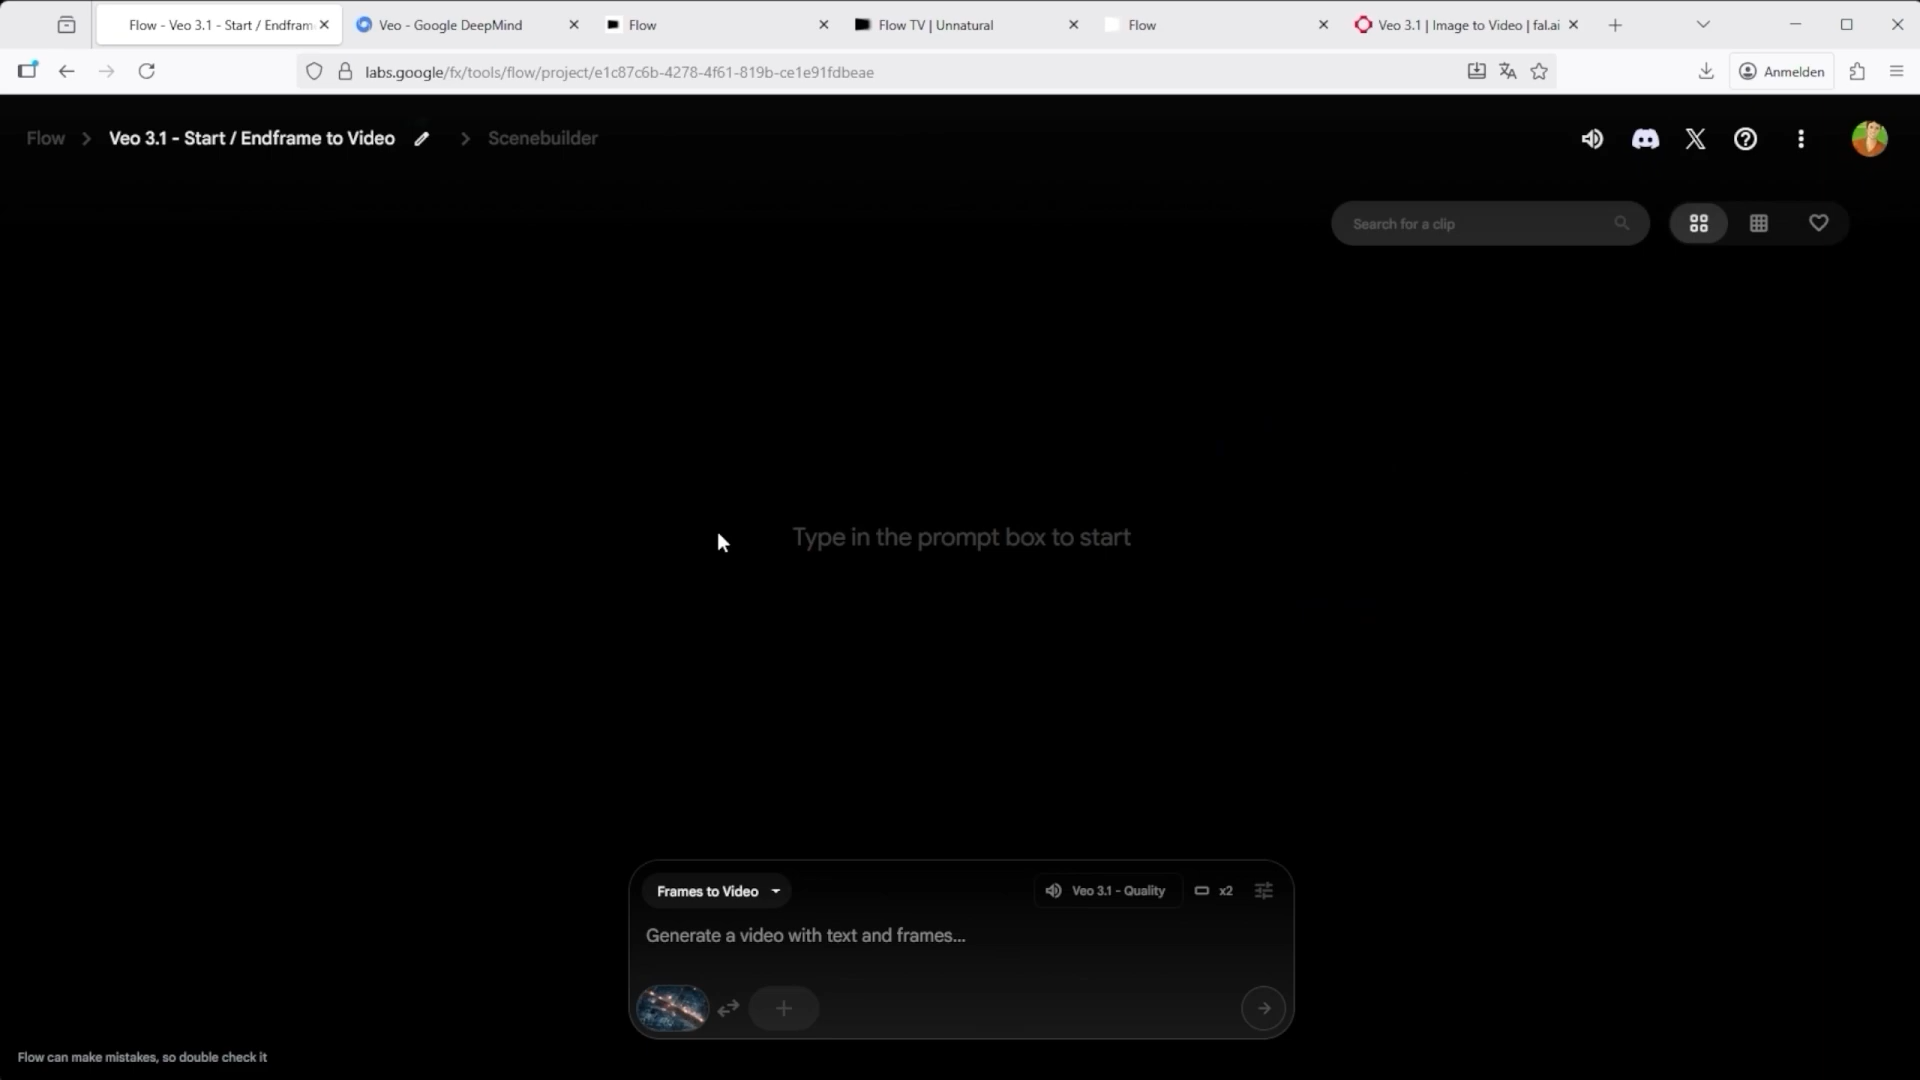 Flow - Veo 3.1 - Start / Endfram
Veo - Google DeepMind
Flow
Flow TV | Unnatural
Flow
Veo 3.1 | Image to Video | fal.ai
labs.google/fx/tools/flow/project/e1c87c6b-4278-4f61-819b-ce1e91fdbeae
Anmelden
Flow
Veo 3.1 - Start / Endframe to Video
Scenebuilder
Search for a clip
Type in the prompt box to start
Frames to Video
Veo 3.1 - Quality
x2
Generate a video with text and frames...
Flow can make mistakes, so double check it